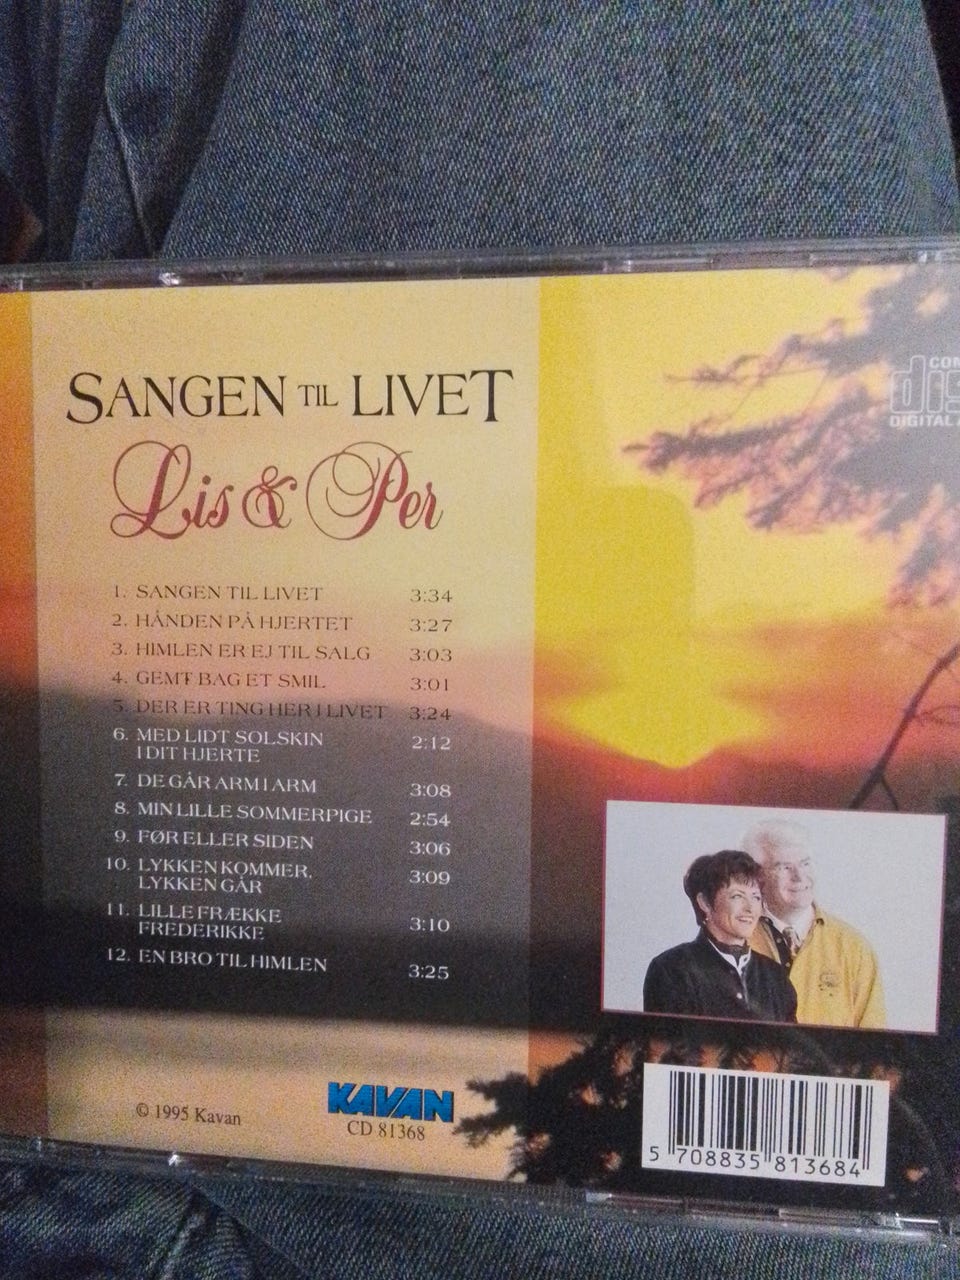 SANGEN TIL LIVET
Lis & Per
1. SANGEN TIL LIVET 3:34
2. HÅNDEN PÅ HJERTET 3:27
3. HIMLEN ER EJ TIL SALG 3:03
4. GEMT BAG ET SMIL 3:01
5. DER ER TING HER I LIVET 3:24
6. MED LIDT SOLSKIN 2:12
I DIT HJERTE
7. DE GÅR ARM I ARM 3:08
8. MIN LILLE SOMMERPIGE 2:54
9. FØR ELLER SIDEN 3:06
10. LYKKEN KOMMER, 3:09
LYKKEN GÅR
11. LILLE FRÆKKE 3:10
FREDERIKKE
12. EN BRO TIL HIMLEN 3:25
© 1995 Kavan
KAVAN
CD 81368
DIGITAL
5 708835 813684